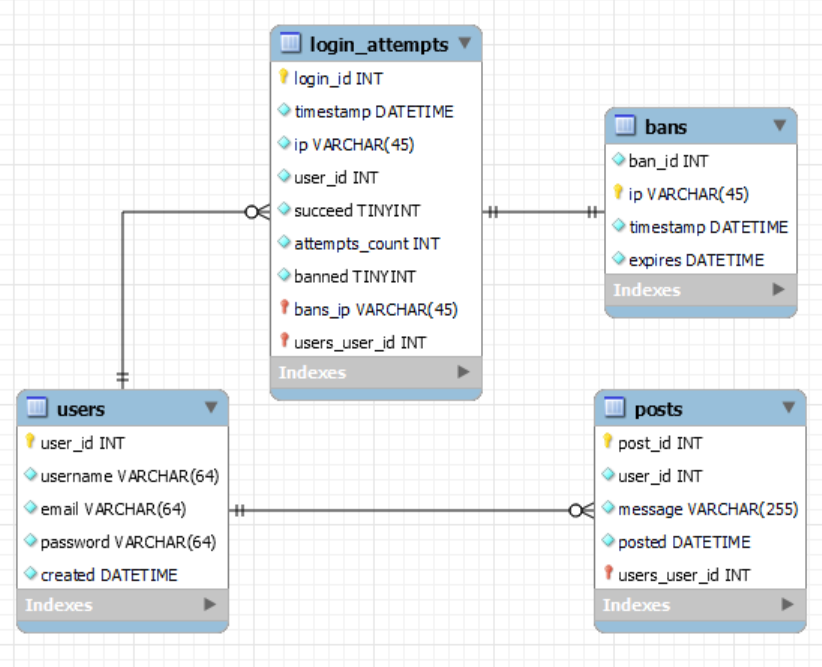 login_attempts
login_id INT
timestamp DATETIME
ip VARCHAR(45)
user_id INT
succeed TINYINT
attempts_count INT
banned TINYINT
bans_ip VARCHAR(45)
users_user_id INT
Indexes
bans
ban_id INT
ip VARCHAR(45)
timestamp DATETIME
expires DATETIME
Indexes
users
user_id INT
username VARCHAR(64)
email VARCHAR(64)
password VARCHAR(64)
created DATETIME
Indexes
posts
post_id INT
user_id INT
message VARCHAR(255)
posted DATETIME
users_user_id INT
Indexes